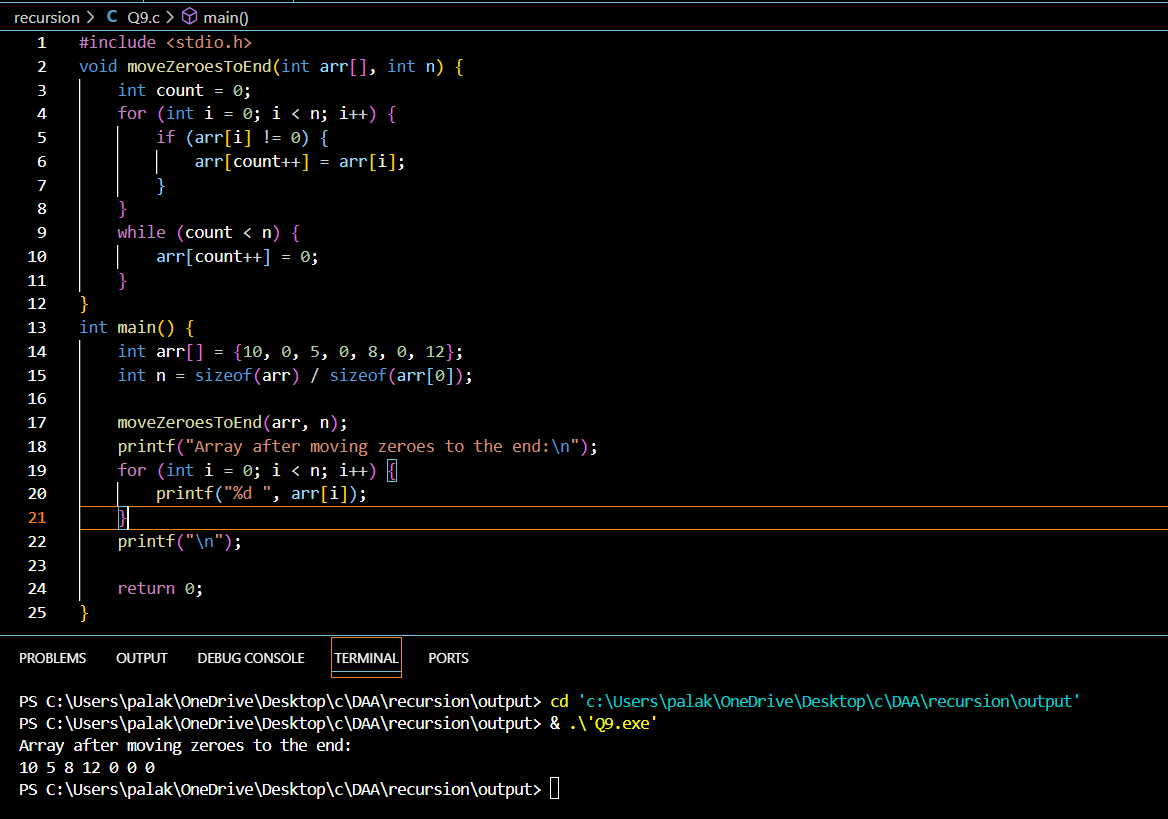 recursion > C Q9.c > main()
1 #include <stdio.h>
2 void moveZeroesToEnd(int arr[], int n) {
3     int count = 0;
4     for (int i = 0; i < n; i++) {
5         if (arr[i] != 0) {
6             arr[count++] = arr[i];
7         }
8     }
9     while (count < n) {
10         arr[count++] = 0;
11     }
12 }
13 int main() {
14     int arr[] = {10, 0, 5, 0, 8, 0, 12};
15     int n = sizeof(arr) / sizeof(arr[0]);
16
17     moveZeroesToEnd(arr, n);
18     printf("Array after moving zeroes to the end:\n");
19     for (int i = 0; i < n; i++) {
20         printf("%d ", arr[i]);
21     }
22     printf("\n");
23
24     return 0;
25 }
PROBLEMS OUTPUT DEBUG CONSOLE TERMINAL PORTS
PS C:\Users\palak\OneDrive\Desktop\c\DAA\recursion\output> cd 'c:\Users\palak\OneDrive\Desktop\c\DAA\recursion\output'
PS C:\Users\palak\OneDrive\Desktop\c\DAA\recursion\output> & .\'Q9.exe'
Array after moving zeroes to the end:
10 5 8 12 0 0 0
PS C:\Users\palak\OneDrive\Desktop\c\DAA\recursion\output>